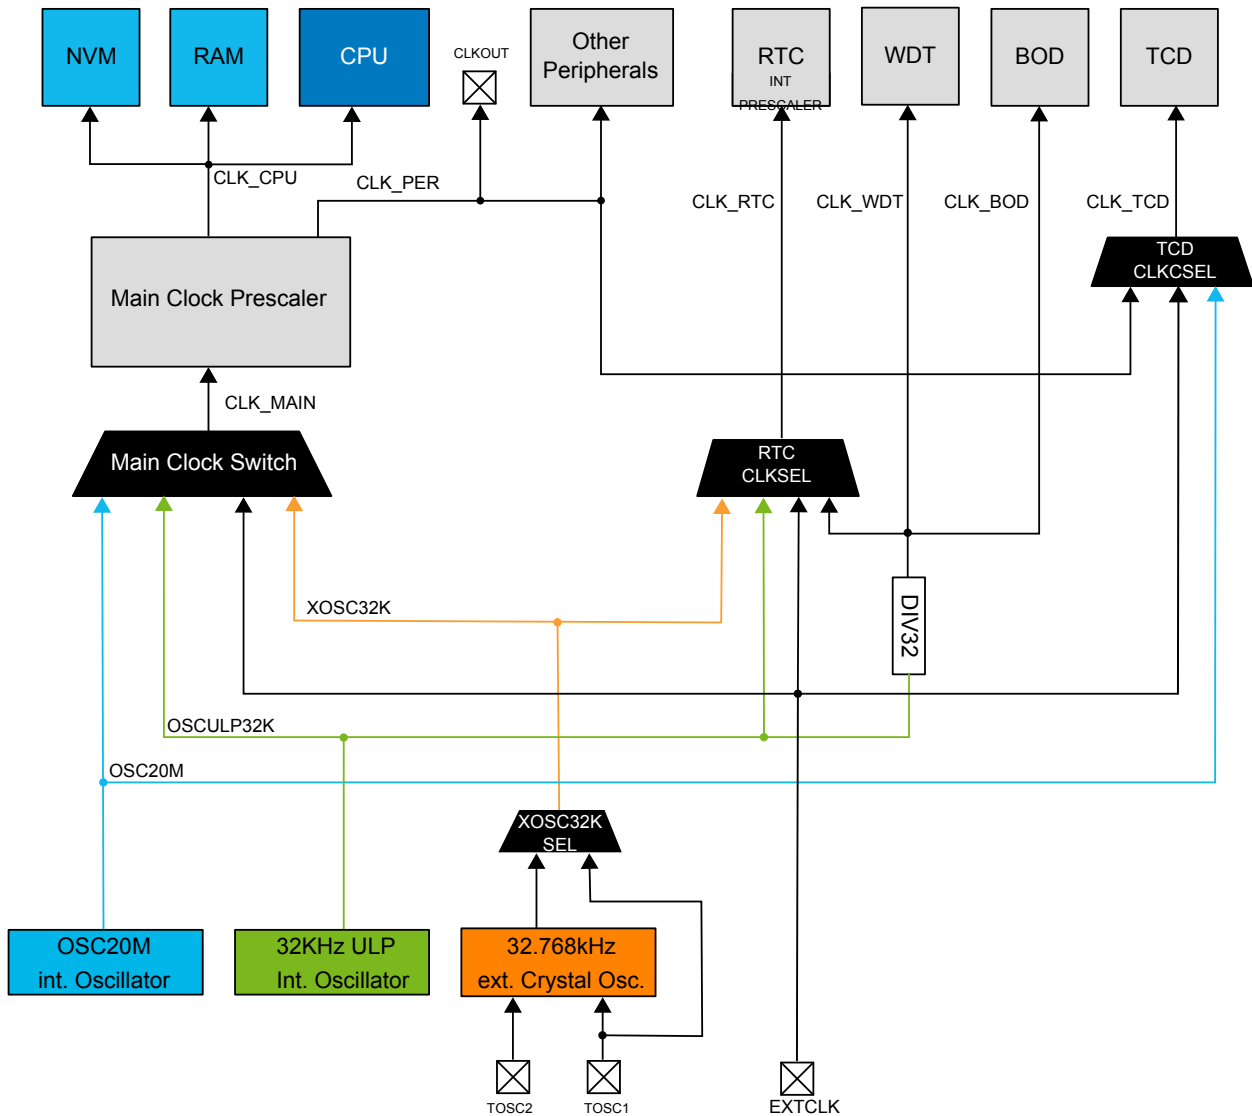 NVM
RAM
CPU
CLKOUT
Other
Peripherals
RTC
INT
PRESCALER
WDT
BOD
TCD
CLK_CPU
CLK_PER
CLK_RTC
CLK_WDT
CLK_BOD
CLK_TCD
TCD
CLKCSEL
Main Clock Prescaler
CLK_MAIN
Main Clock Switch
RTC
CLKSEL
XOSC32K
DIV32
OSCULP32K
OSC20M
XOSC32K
SEL
OSC20M
int. Oscillator
32KHz ULP
Int. Oscillator
32.768kHz
ext. Crystal Osc.
TOSC2
TOSC1
EXTCLK